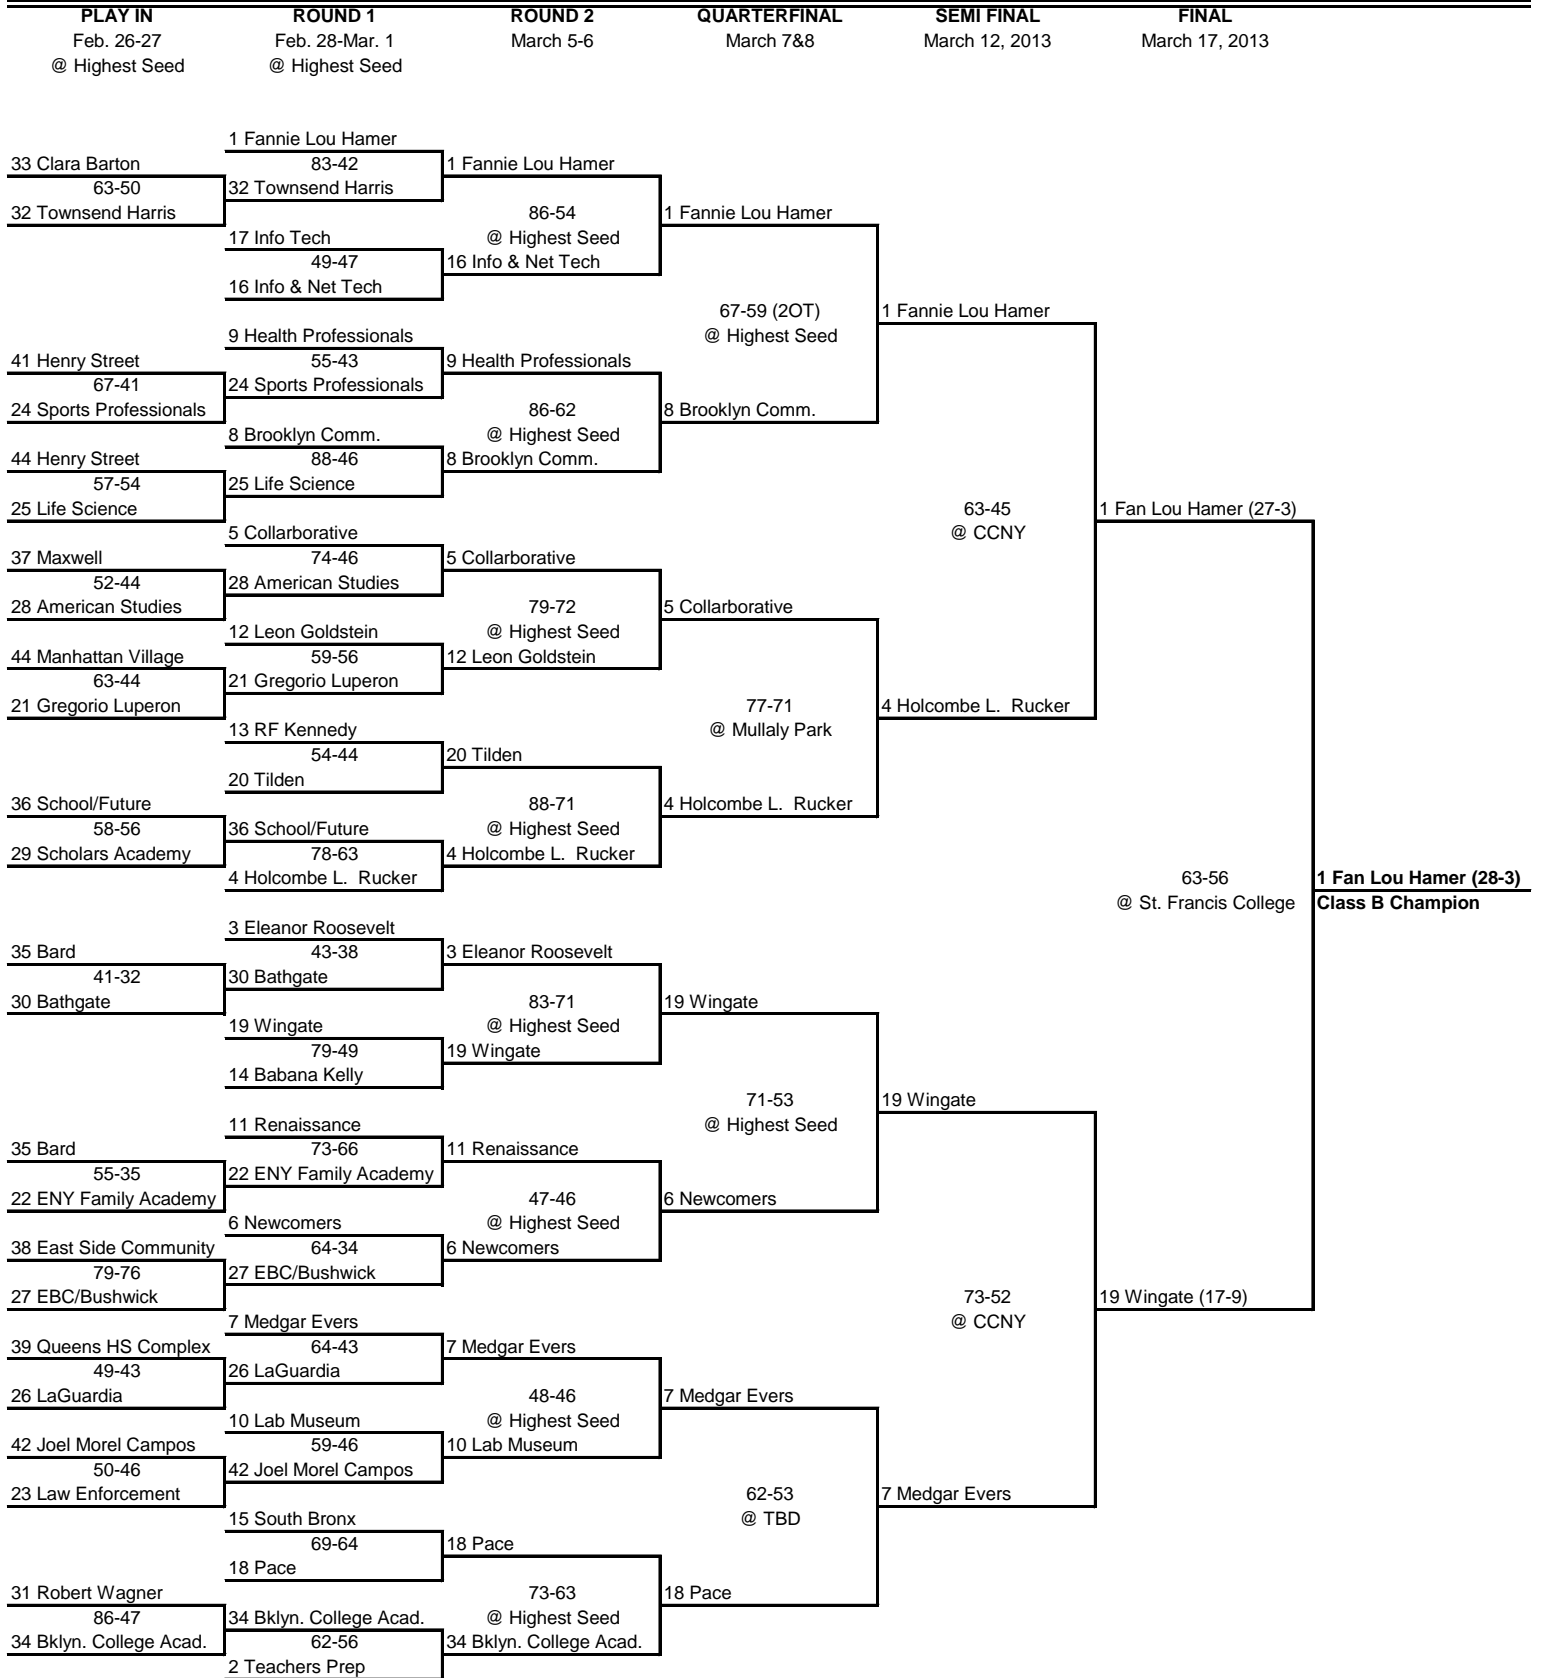 PLAY IN
Feb. 26-27
@ Highest Seed
ROUND 1
Feb. 28-Mar. 1
@ Highest Seed
ROUND 2
March 5-6
QUARTERFINAL
March 7&8
SEMI FINAL
March 12, 2013
FINAL
March 17, 2013
33 Clara Barton
63-50
32 Townsend Harris
41 Henry Street
67-41
24 Sports Professionals
44 Henry Street
57-54
25 Life Science
37 Maxwell
52-44
28 American Studies
44 Manhattan Village
63-44
21 Gregorio Luperon
36 School/Future
58-56
29 Scholars Academy
35 Bard
41-32
30 Bathgate
35 Bard
55-35
22 ENY Family Academy
38 East Side Community
79-76
27 EBC/Bushwick
39 Queens HS Complex
49-43
26 LaGuardia
42 Joel Morel Campos
50-46
23 Law Enforcement
31 Robert Wagner
86-47
34 Bklyn. College Acad.
1 Fannie Lou Hamer
83-42
32 Townsend Harris
17 Info Tech
49-47
16 Info & Net Tech
9 Health Professionals
55-43
24 Sports Professionals
8 Brooklyn Comm.
88-46
25 Life Science
5 Collarborative
74-46
28 American Studies
12 Leon Goldstein
59-56
21 Gregorio Luperon
13 RF Kennedy
54-44
20 Tilden
36 School/Future
78-63
4 Holcombe L.  Rucker
3 Eleanor Roosevelt
43-38
30 Bathgate
19 Wingate
79-49
14 Babana Kelly
11 Renaissance
73-66
22 ENY Family Academy
6 Newcomers
64-34
27 EBC/Bushwick
7 Medgar Evers
64-43
26 LaGuardia
10 Lab Museum
59-46
42 Joel Morel Campos
15 South Bronx
69-64
18 Pace
34 Bklyn. College Acad.
62-56
2 Teachers Prep
1 Fannie Lou Hamer
86-54
@ Highest Seed
16 Info & Net Tech
9 Health Professionals
86-62
@ Highest Seed
8 Brooklyn Comm.
5 Collarborative
79-72
@ Highest Seed
12 Leon Goldstein
20 Tilden
88-71
@ Highest Seed
4 Holcombe L.  Rucker
3 Eleanor Roosevelt
83-71
@ Highest Seed
19 Wingate
11 Renaissance
47-46
@ Highest Seed
6 Newcomers
7 Medgar Evers
48-46
@ Highest Seed
10 Lab Museum
18 Pace
73-63
@ Highest Seed
34 Bklyn. College Acad.
1 Fannie Lou Hamer
67-59 (2OT)
@ Highest Seed
8 Brooklyn Comm.
5 Collarborative
77-71
@ Mullaly Park
4 Holcombe L.  Rucker
19 Wingate
71-53
@ Highest Seed
6 Newcomers
7 Medgar Evers
62-53
@ TBD
18 Pace
1 Fannie Lou Hamer
63-45
@ CCNY
4 Holcombe L.  Rucker
19 Wingate
73-52
@ CCNY
7 Medgar Evers
1 Fan Lou Hamer (27-3)
63-56
@ St. Francis College
19 Wingate (17-9)
1 Fan Lou Hamer (28-3)
Class B Champion